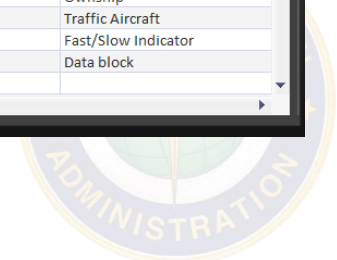 Ownship
Traffic Aircraft
Fast/Slow Indicator
Data block
ADMINISTRATION